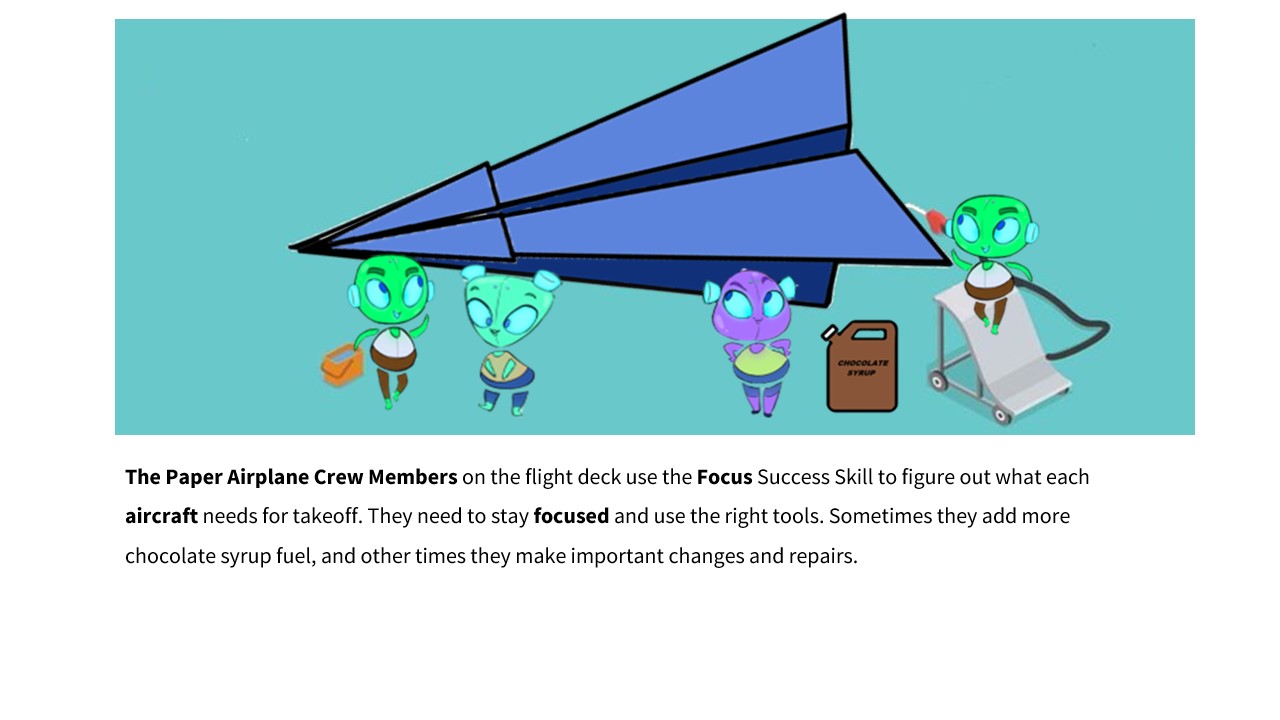 CHOCOLATE
SYRUP
The Paper Airplane Crew Members on the flight deck use the Focus Success Skill to figure out what each
aircraft needs for takeoff. They need to stay focused and use the right tools. Sometimes they add more
chocolate syrup fuel, and other times they make important changes and repairs.